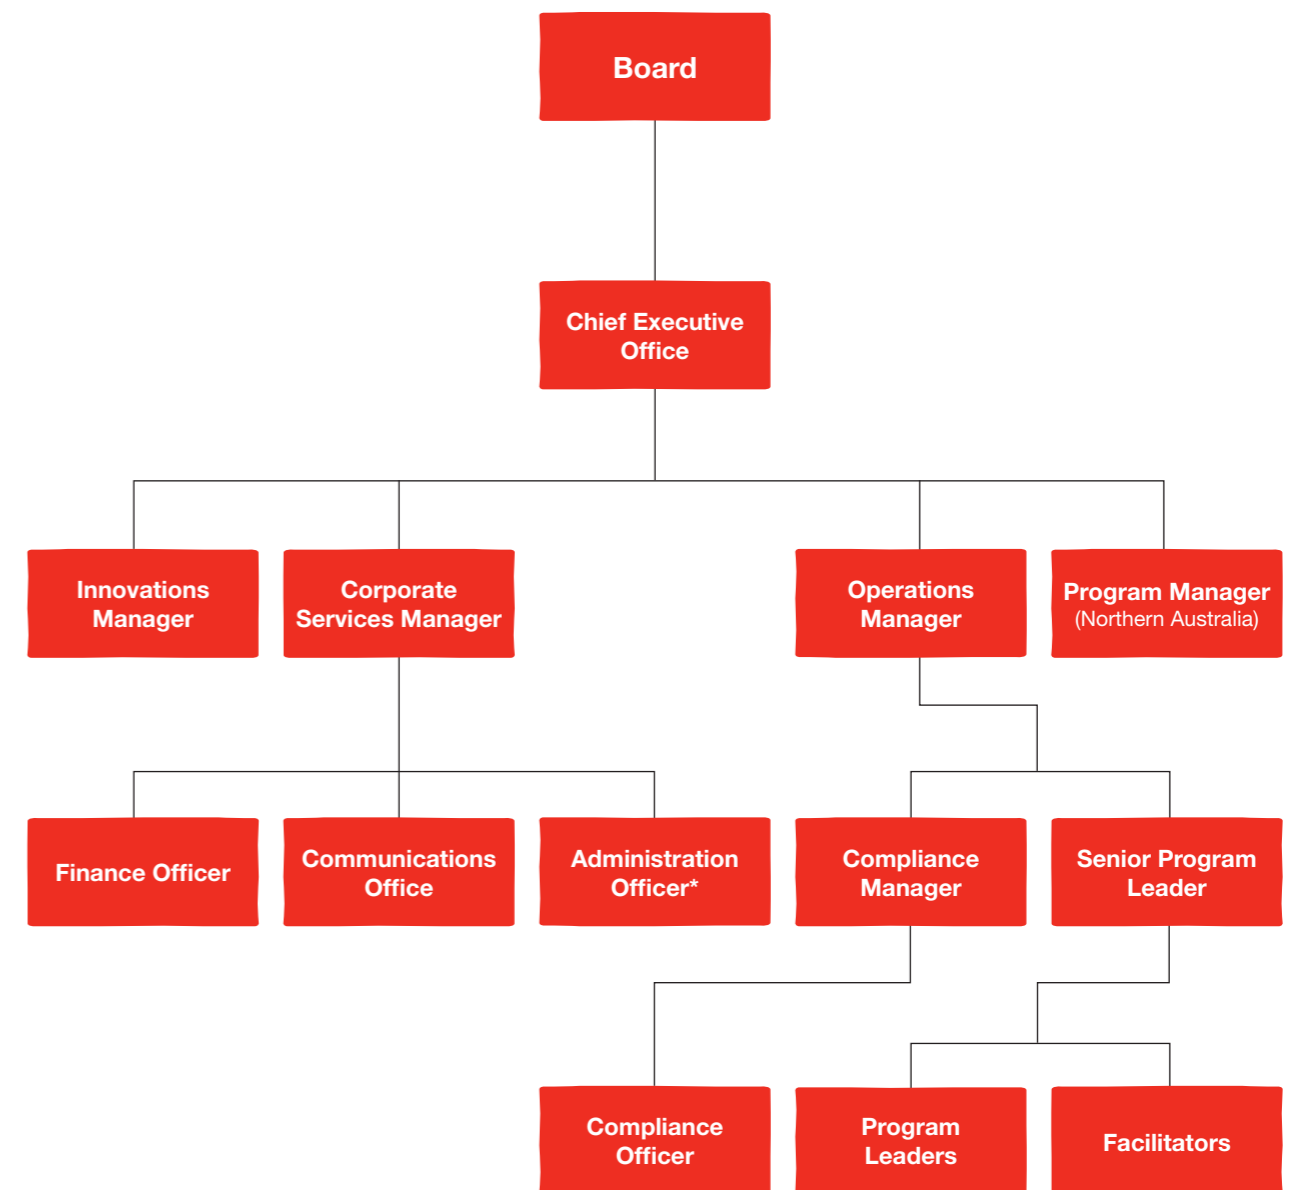 Board
Chief Executive
Office
Innovations
Manager
Corporate
Services Manager
Operations
Manager
Program Manager
(Northern Australia)
Finance Officer
Communications
Office
Administration
Officer*
Compliance
Manager
Senior Program
Leader
Compliance
Officer
Program
Leaders
Facilitators